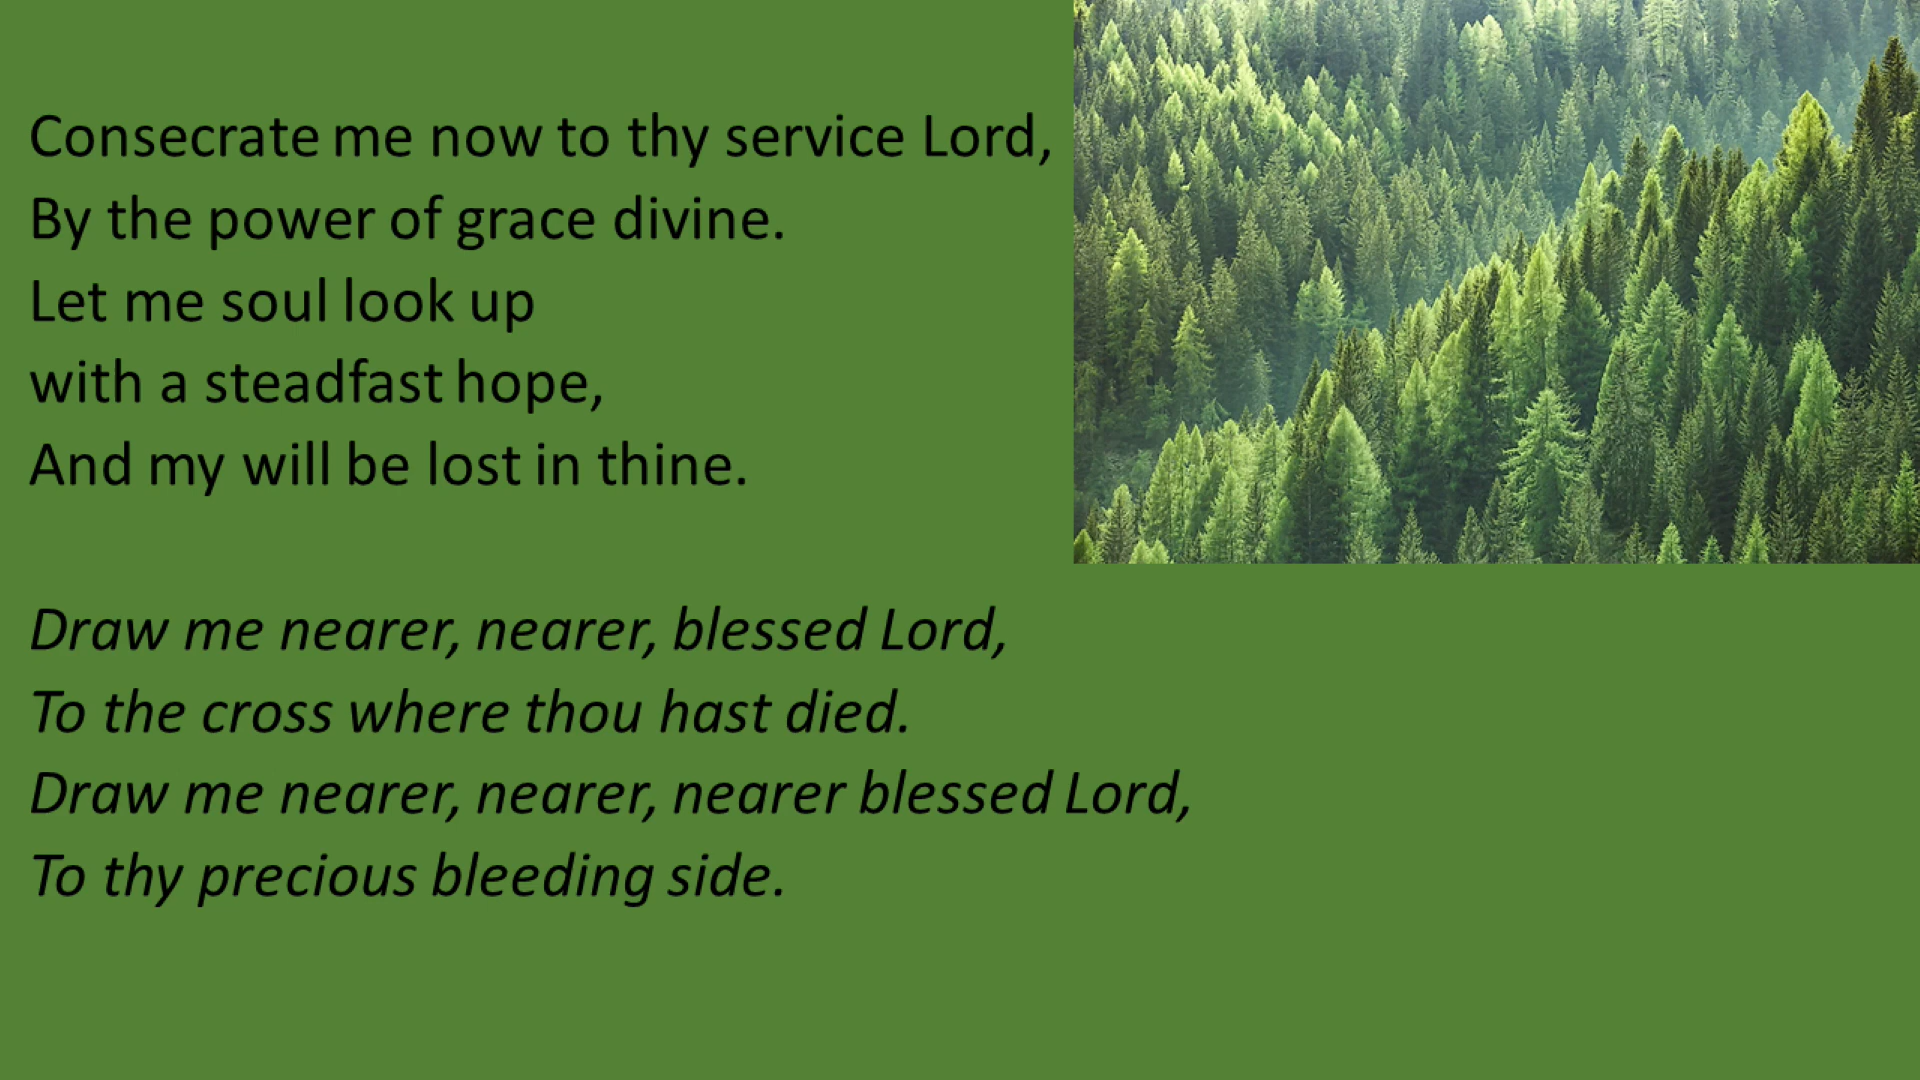 Consecrate me now to thy service Lord,
By the power of grace divine.
Let me soul look up
with a steadfast hope,
And my will be lost in thine.
Draw me nearer, nearer, blessed Lord,
To the cross where thou hast died.
Draw me nearer, nearer, nearer blessed Lord,
To thy precious bleeding side.